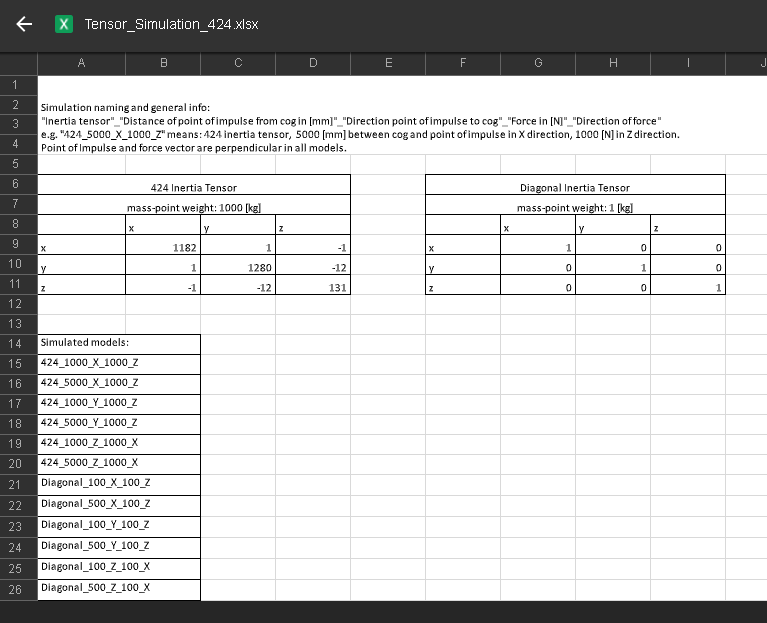 Tensor_Simulation_424.xlsx
A B C D E F G H I J
1
2 Simulation naming and general info:
3 "Inertia tensor"_"Distance of point of impulse from cog in [mm]"_"Direction point of impulse to cog"_"Force in [N]"_"Direction of force"
e.g. "424_5000_X_1000_Z" means: 424 inertia tensor, 5000 [mm] between cog and point of impulse in X direction, 1000 [N] in Z direction.
4 Point of Impulse and force vector are perpendicular in all models.
5
6 424 Inertia Tensor Diagonal Inertia Tensor
7 mass-point weight: 1000 [kg] mass-point weight: 1 [kg]
8 x y z x y z
9 x 1182 1 -1 x 1 0 0
10 y 1 1280 -12 y 0 1 0
11 z -1 -12 131 z 0 0 1
12
13
14 Simulated models:
15 424_1000_X_1000_Z
16 424_5000_X_1000_Z
17 424_1000_Y_1000_Z
18 424_5000_Y_1000_Z
19 424_1000_Z_1000_X
20 424_5000_Z_1000_X
21 Diagonal_100_X_100_Z
22 Diagonal_500_X_100_Z
23 Diagonal_100_Y_100_Z
24 Diagonal_500_Y_100_Z
25 Diagonal_100_Z_100_X
26 Diagonal_500_Z_100_X